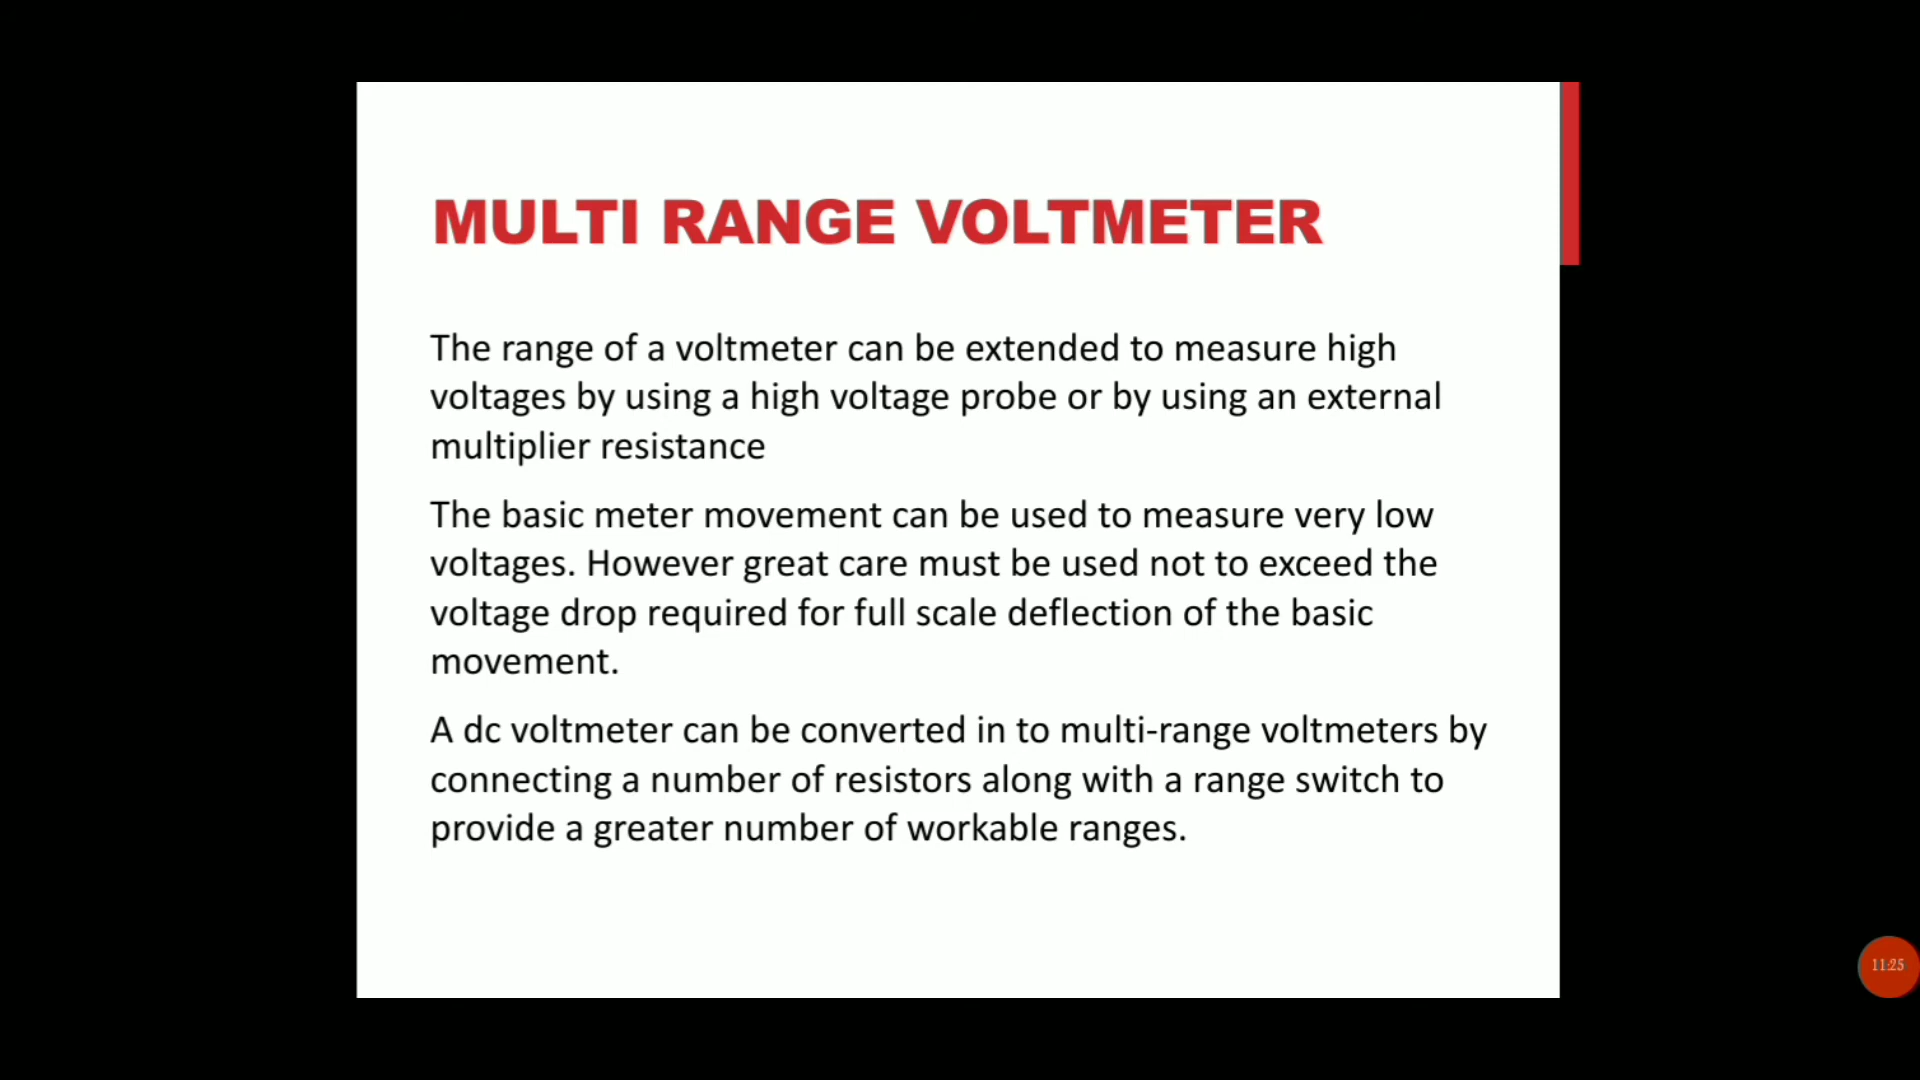 MULTI RANGE VOLTMETER
The range of a voltmeter can be extended to measure high
voltages by using a high voltage probe or by using an external
multiplier resistance
The basic meter movement can be used to measure very low
voltages. However great care must be used not to exceed the
voltage drop required for full scale deflection of the basic
movement.
A dc voltmeter can be converted in to multi-range voltmeters by
connecting a number of resistors along with a range switch to
provide a greater number of workable ranges.
11:25